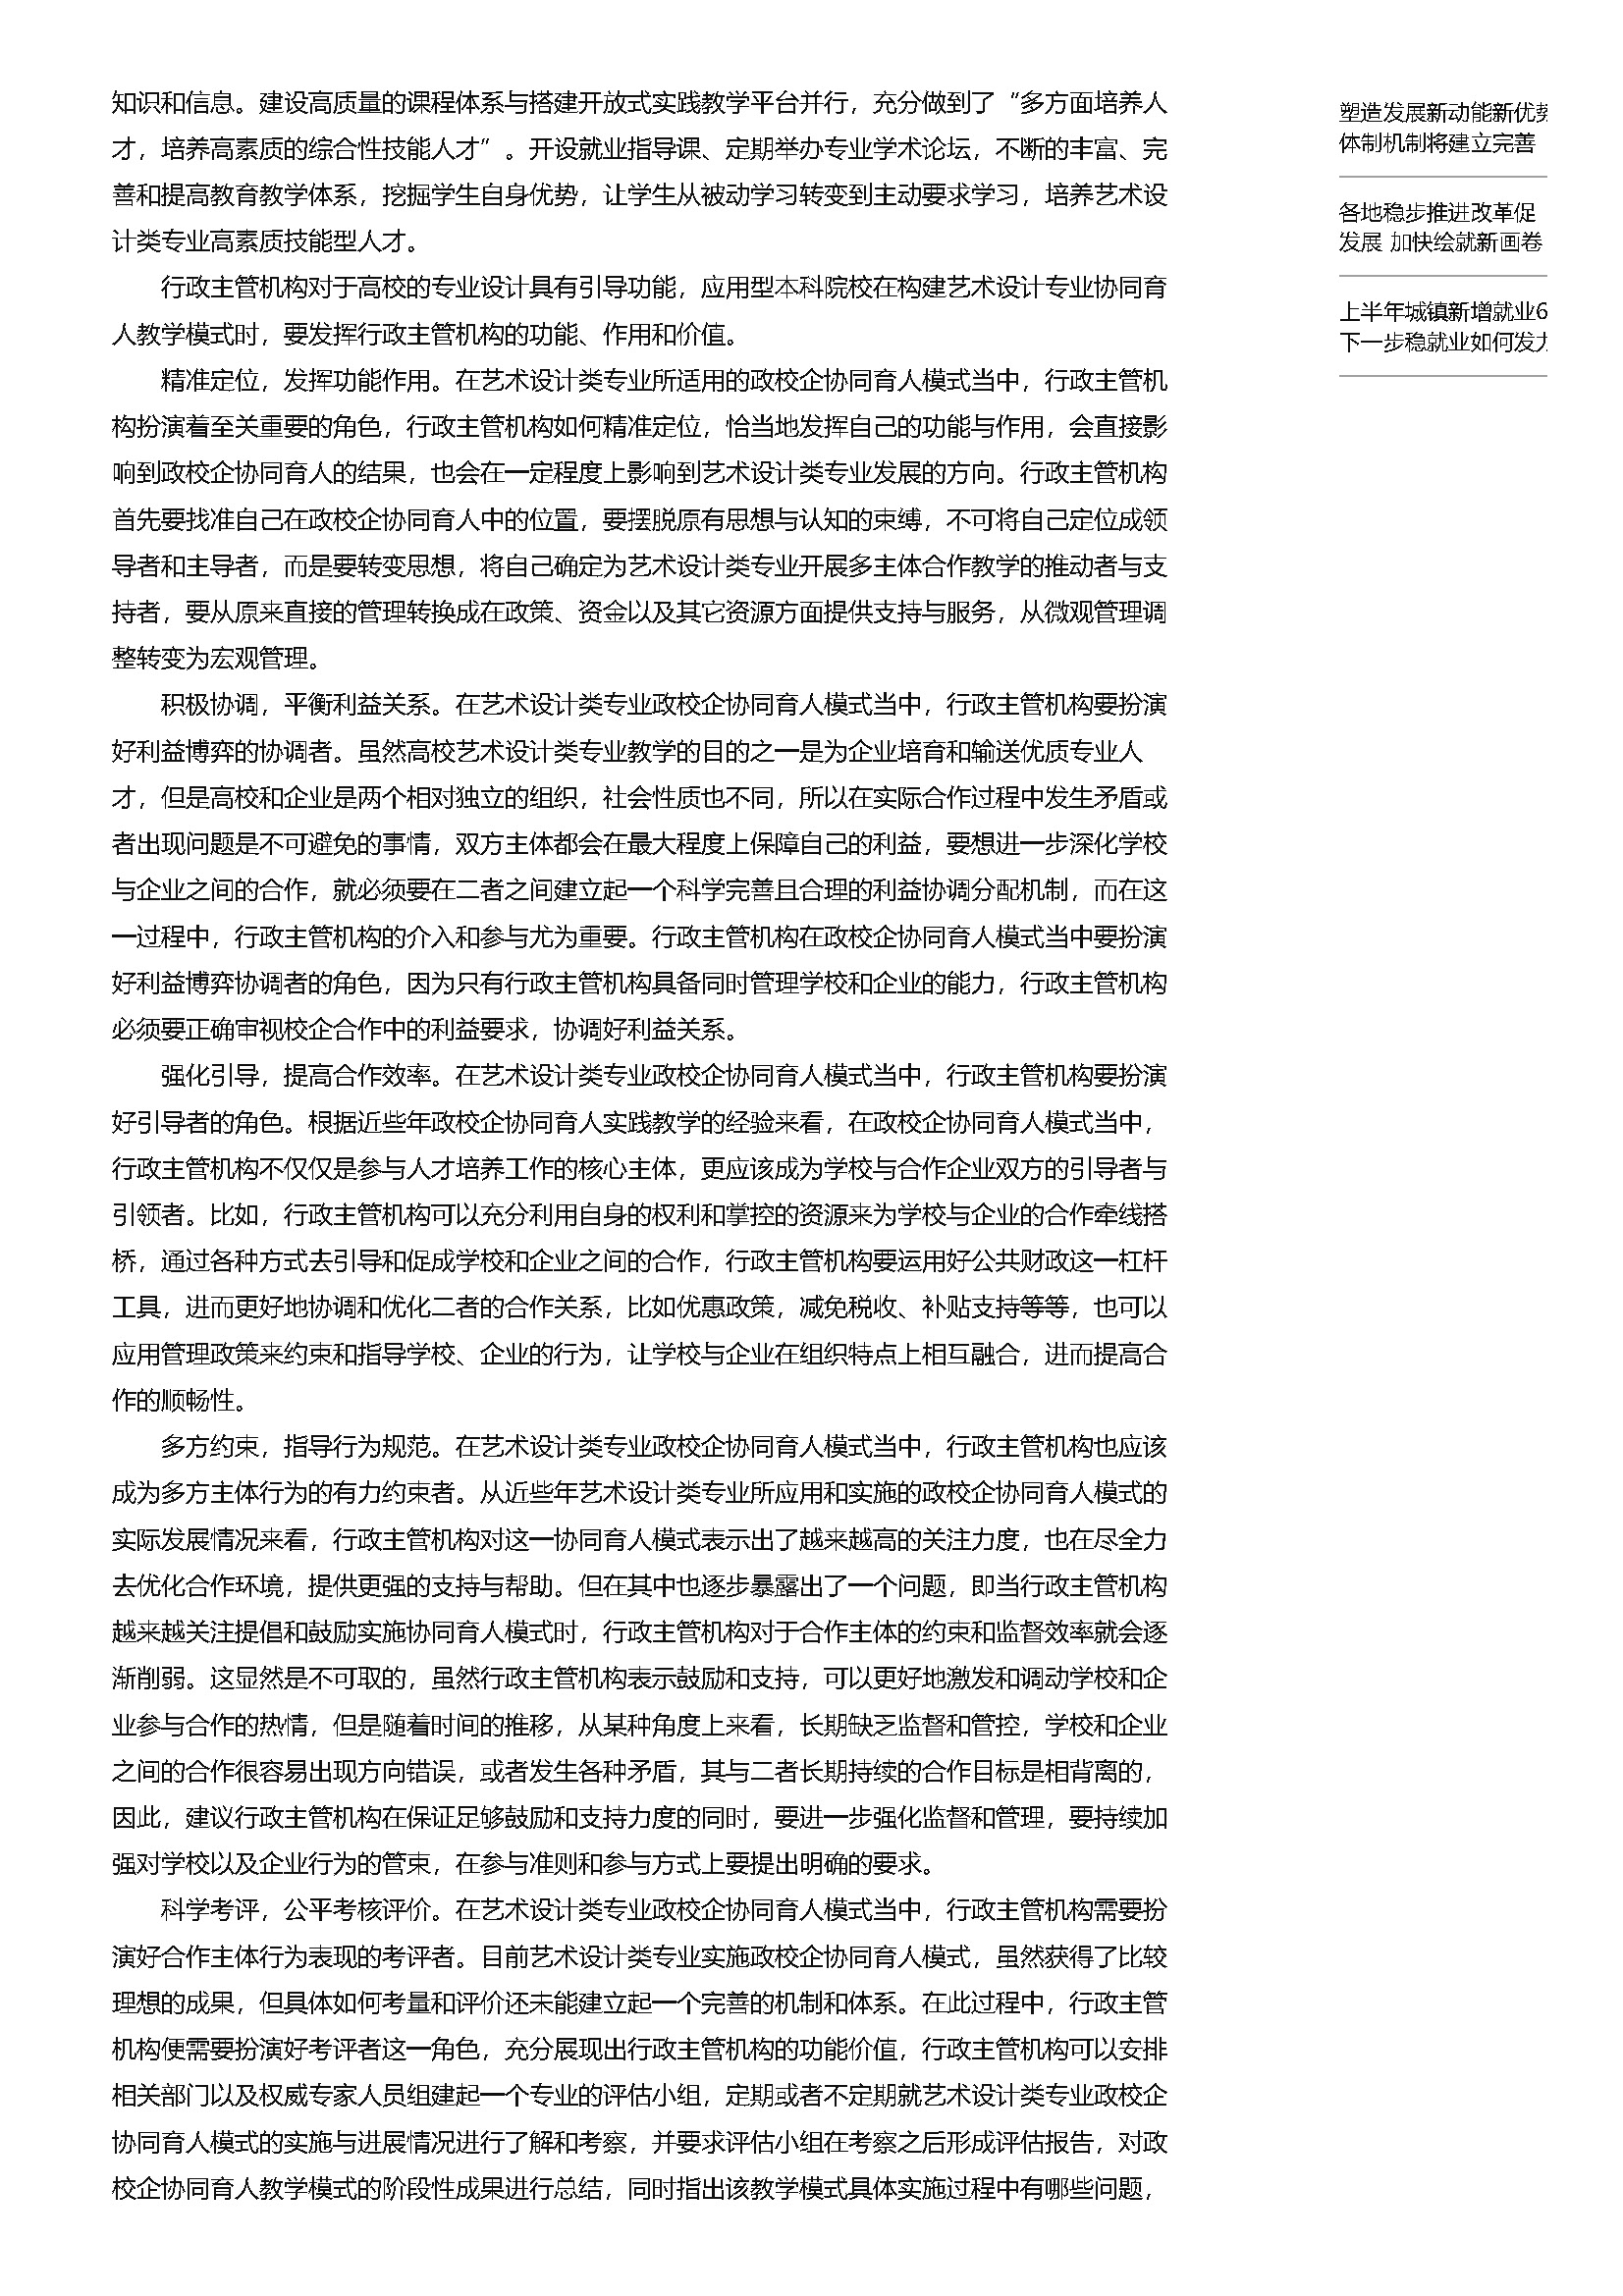 知识和信息。建设高质量的课程体系与搭建开放式实践教学平台并行，充分做到了“多方面培养人
才，培养高素质的综合性技能人才”。开设就业指导课、定期举办专业学术论坛，不断的丰富、完
善和提高教育教学体系，挖掘学生自身优势，让学生从被动学习转变到主动要求学习，培养艺术设
计类专业高素质技能型人才。
行政主管机构对于高校的专业设计具有引导功能，应用型本科院校在构建艺术设计专业协同育
人教学模式时，要发挥行政主管机构的功能、作用和价值。
精准定位，发挥功能作用。在艺术设计类专业所适用的政校企协同育人模式当中，行政主管机
构扮演着至关重要的角色，行政主管机构如何精准定位，恰当地发挥自己的功能与作用，会直接影
响到政校企协同育人的结果，也会在一定程度上影响到艺术设计类专业发展的方向。行政主管机构
首先要找准自己在政校企协同育人中的位置，要摆脱原有思想与认知的束缚，不可将自己定位成领
导者和主导者，而是要转变思想，将自己确定为艺术设计类专业开展多主体合作教学的推动者与支
持者，要从原来直接的管理转换成在政策、资金以及其它资源方面提供支持与服务，从微观管理调
整转变为宏观管理。
积极协调，平衡利益关系。在艺术设计类专业政校企协同育人模式当中，行政主管机构要扮演
好利益博弈的协调者。虽然高校艺术设计类专业教学的目的之一是为企业培育和输送优质专业人
才，但是高校和企业是两个相对独立的组织，社会性质也不同，所以在实际合作过程中发生矛盾或
者出现问题是不可避免的事情，双方主体都会在最大程度上保障自己的利益，要想进一步深化学校
与企业之间的合作，就必须要在二者之间建立起一个科学完善且合理的利益协调分配机制，而在这
一过程中，行政主管机构的介入和参与尤为重要。行政主管机构在政校企协同育人模式当中要扮演
好利益博弈协调者的角色，因为只有行政主管机构具备同时管理学校和企业的能力，行政主管机构
必须要正确审视校企合作中的利益要求，协调好利益关系。
强化引导，提高合作效率。在艺术设计类专业政校企协同育人模式当中，行政主管机构要扮演
好引导者的角色。根据近些年政校企协同育人实践教学的经验来看，在政校企协同育人模式当中，
行政主管机构不仅仅是参与人才培养工作的核心主体，更应该成为学校与合作企业双方的引导者与
引领者。比如，行政主管机构可以充分利用自身的权利和掌控的资源来为学校与企业的合作牵线搭
桥，通过各种方式去引导和促成学校和企业之间的合作，行政主管机构要运用好公共财政这一杠杆
工具，进而更好地协调和优化二者的合作关系，比如优惠政策，减免税收、补贴支持等等，也可以
应用管理政策来约束和指导学校、企业的行为，让学校与企业在组织特点上相互融合，进而提高合
作的顺畅性。
多方约束，指导行为规范。在艺术设计类专业政校企协同育人模式当中，行政主管机构也应该
成为多方主体行为的有力约束者。从近些年艺术设计类专业所应用和实施的政校企协同育人模式的
实际发展情况来看，行政主管机构对这一协同育人模式表示出了越来越高的关注力度，也在尽全力
去优化合作环境，提供更强的支持与帮助。但在其中也逐步暴露出了一个问题，即当行政主管机构
越来越关注提倡和鼓励实施协同育人模式时，行政主管机构对于合作主体的约束和监督效率就会逐
渐削弱。这显然是不可取的，虽然行政主管机构表示鼓励和支持，可以更好地激发和调动学校和企
业参与合作的热情，但是随着时间的推移，从某种角度上来看，长期缺乏监督和管控，学校和企业
之间的合作很容易出现方向错误，或者发生各种矛盾，其与二者长期持续的合作目标是相背离的，
因此，建议行政主管机构在保证足够鼓励和支持力度的同时，要进一步强化监督和管理，要持续加
强对学校以及企业行为的管束，在参与准则和参与方式上要提出明确的要求。
科学考评，公平考核评价。在艺术设计类专业政校企协同育人模式当中，行政主管机构需要扮
演好合作主体行为表现的考评者。目前艺术设计类专业实施政校企协同育人模式，虽然获得了比较
理想的成果，但具体如何考量和评价还未能建立起一个完善的机制和体系。在此过程中，行政主管
机构便需要扮演好考评者这一角色，充分展现出行政主管机构的功能价值，行政主管机构可以安排
相关部门以及权威专家人员组建起一个专业的评估小组，定期或者不定期就艺术设计类专业政校企
协同育人模式的实施与进展情况进行了解和考察，并要求评估小组在考察之后形成评估报告，对政
校企协同育人教学模式的阶段性成果进行总结，同时指出该教学模式具体实施过程中有哪些问题，
塑造发展新动能新优势
体制机制将建立完善
各地稳步推进改革促
发展 加快绘就新画卷
上半年城镇新增就业6
下一步稳就业如何发力